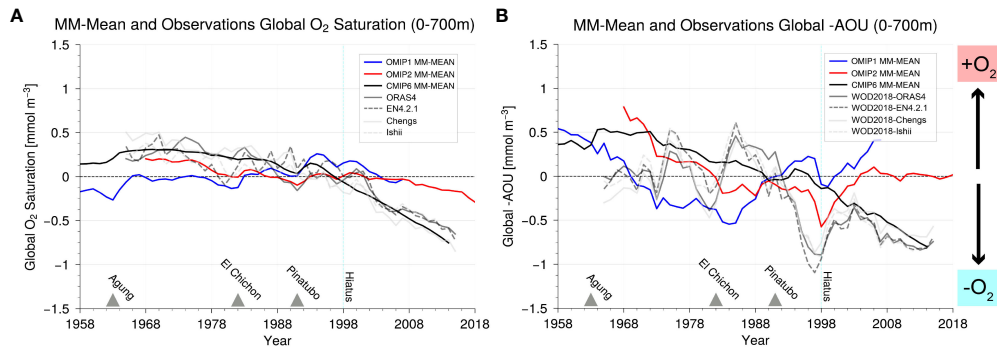 A
MM-Mean and Observations Global O₂ Saturation (0-700m)
1.5
1
0.5
0
−0.5
−1
−1.5
Global O₂ Saturation [mmol m⁻³]
OMIP1 MM-MEAN
OMIP2 MM-MEAN
CMIP6 MM-MEAN
ORAS4
EN4.2.1
Chengs
Ishii
Agung
El Chichon
Pinatubo
Hiatus
1958
1968
1978
1988
1998
2008
2018
Year
B
MM-Mean and Observations Global -AOU (0-700m)
1.5
1
0.5
0
−0.5
−1
−1.5
Global -AOU [mmol m⁻³]
OMIP1 MM-MEAN
OMIP2 MM-MEAN
CMIP6 MM-MEAN
WOD2018-ORAS4
WOD2018-EN4.2.1
WOD2018-Chengs
WOD2018-Ishii
Agung
El Chichon
Pinatubo
Hiatus
1958
1968
1978
1988
1998
2008
2018
Year
+O₂
-O₂